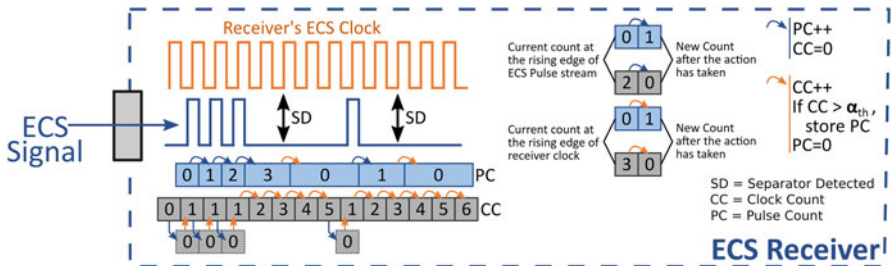 Receiver's ECS Clock
ECS
Signal
SD
SD
0 1 2 3 0 1 0 PC
0 1 1 1 2 3 4 5 1 2 3 4 5 6 CC
0 0 0 0
Current count at
the rising edge of
ECS Pulse stream
0 1
2 0
New Count
after the action
has taken
Current count at
the rising edge of
receiver clock
0 1
3 0
New Count
after the action
has taken
PC++
CC=0
CC++
If CC > αth ,
store PC
PC=0
SD = Separator Detected
CC = Clock Count
PC = Pulse Count
ECS Receiver